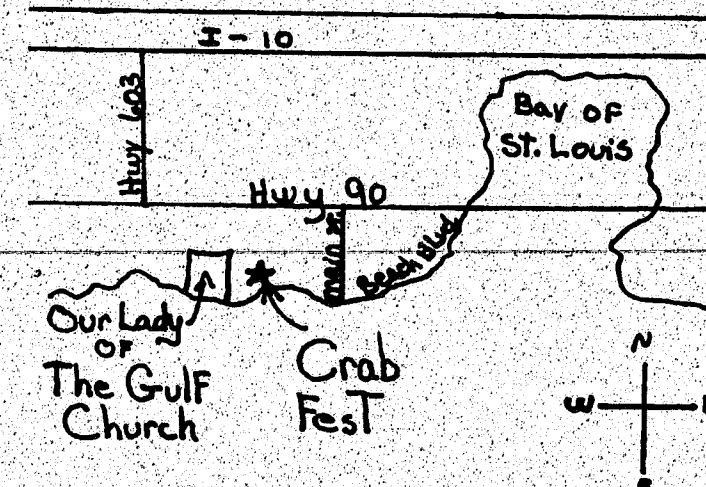 I-10
Hwy 603
Bay of
St. Louis
Hwy 90
Main St.
Beach Blvd
Our Lady
OF
The Gulf
Church
Crab
Fest
N
W